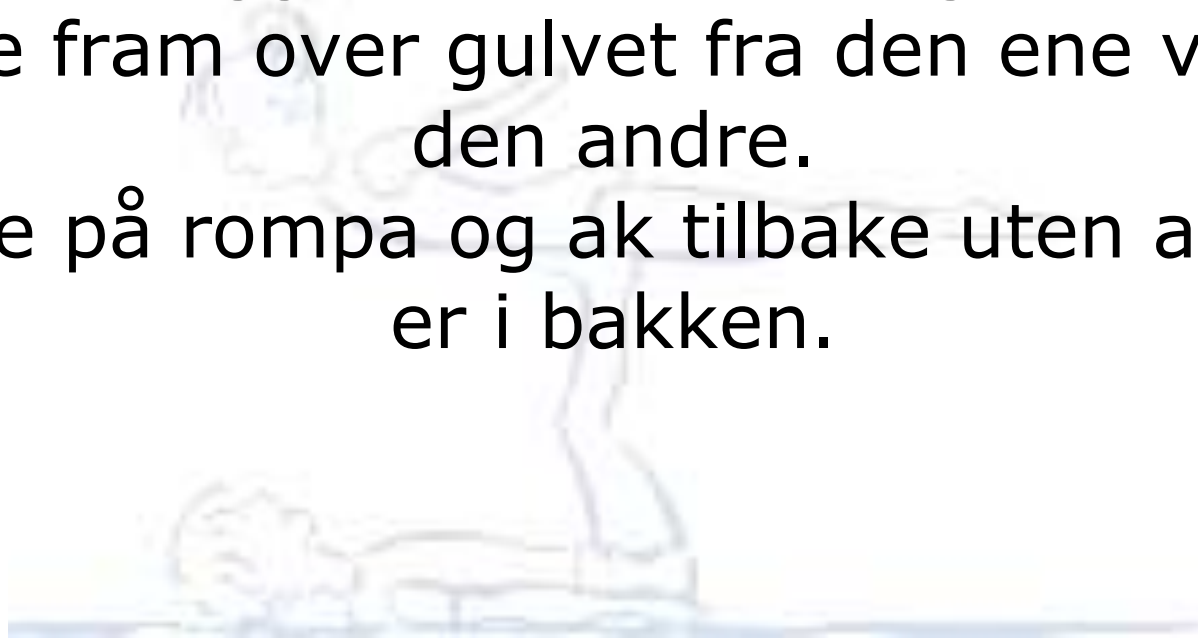 e fram over gulvet fra den ene v
den andre.
e på rompa og ak tilbake uten a
er i bakken.